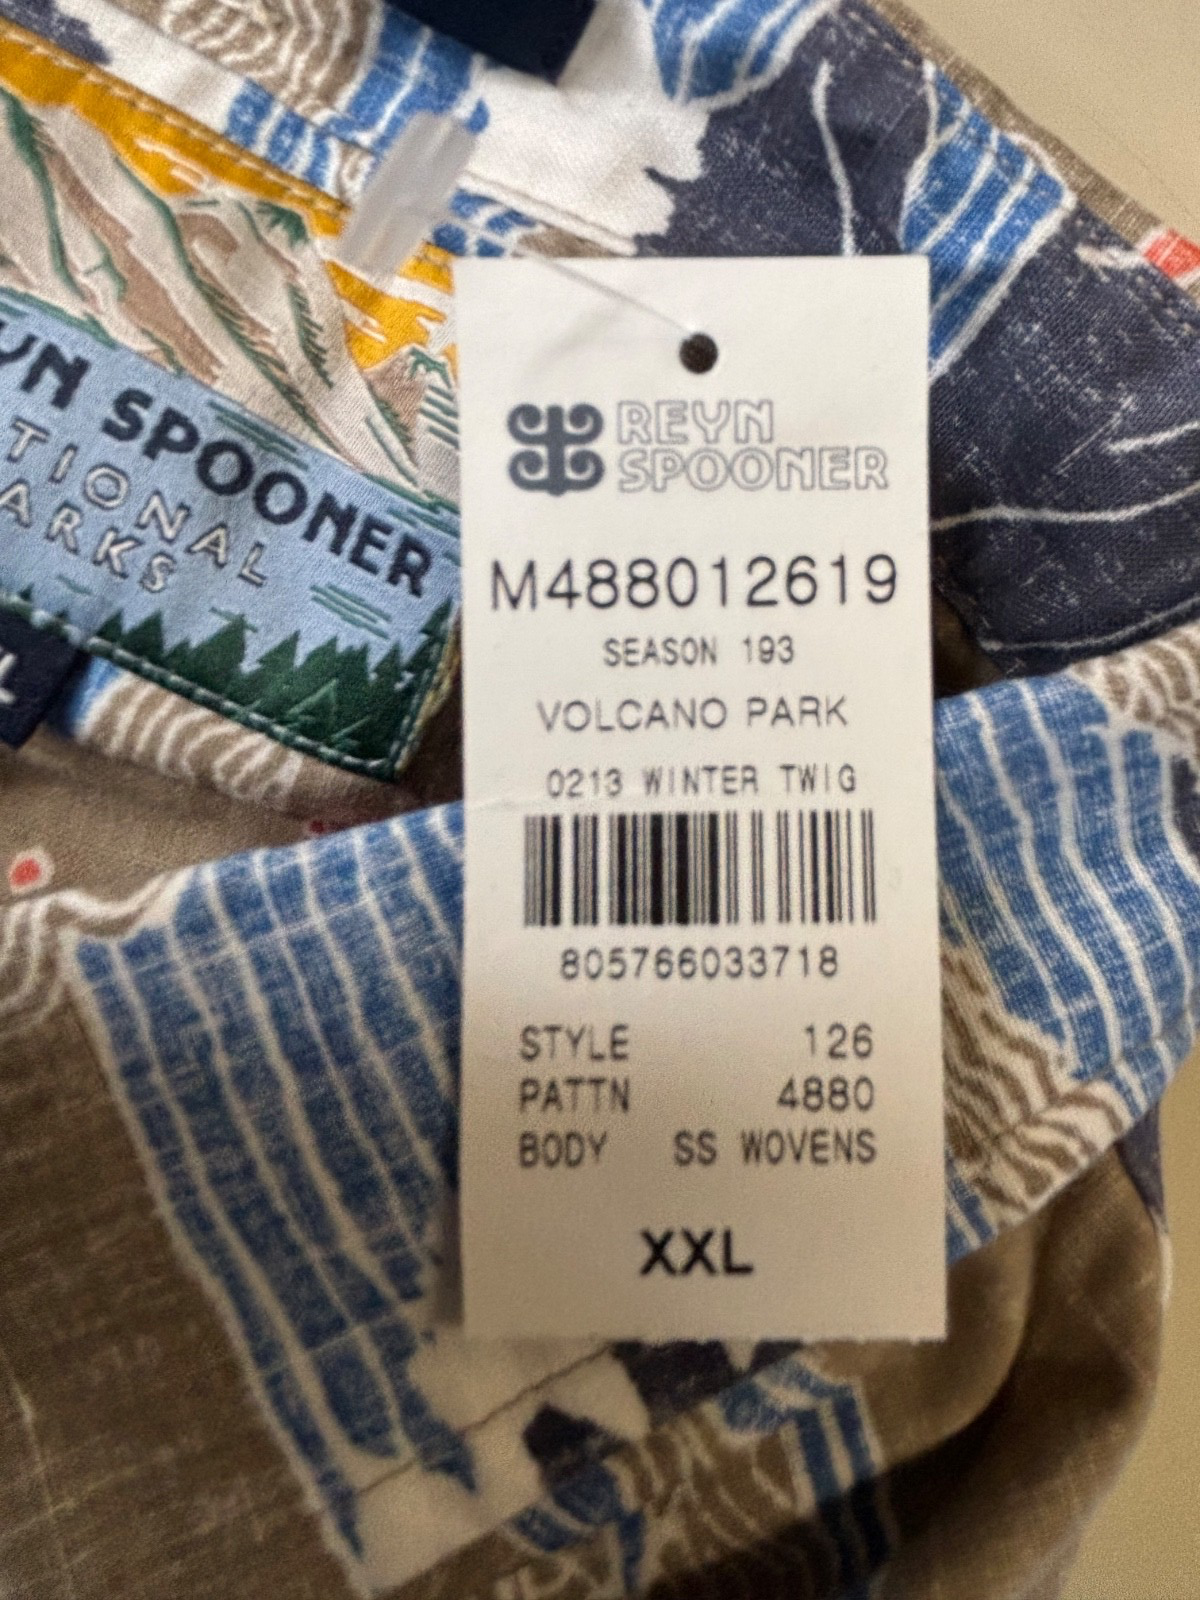 YN SPOONER
TIONAL
ARKS
L
REYN
SPOONER
M488012619
SEASON 193
VOLCANO PARK
0213 WINTER TWIG
805766033718
STYLE 126
PATTN 4880
BODY SS WOVENS
XXL